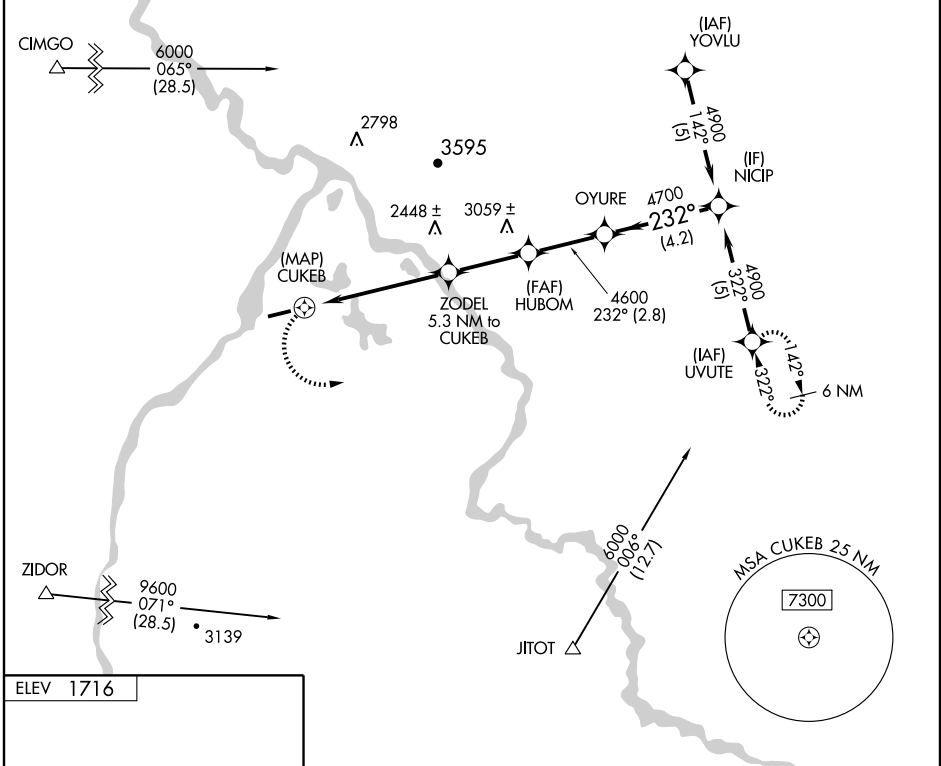 CIMGO
6000
065°
(28.5)
(IAF)
YOVLU
2798
3595
4900
142°
(5)
(IF)
NICIP
OYURE
4700
232°
(4.2)
2448 ±
3059 ±
(MAP)
CUKEB
ZODEL
5.3 NM to
CUKEB
(FAF)
HUBOM
4600
232° (2.8)
4900
322°
(5)
(IAF)
UVUTE
142°
322°
6 NM
6000
006°
(12.7)
JITOT
ZIDOR
9600
071°
(28.5)
3139
MSA CUKEB 25 NM
7300
ELEV 1716